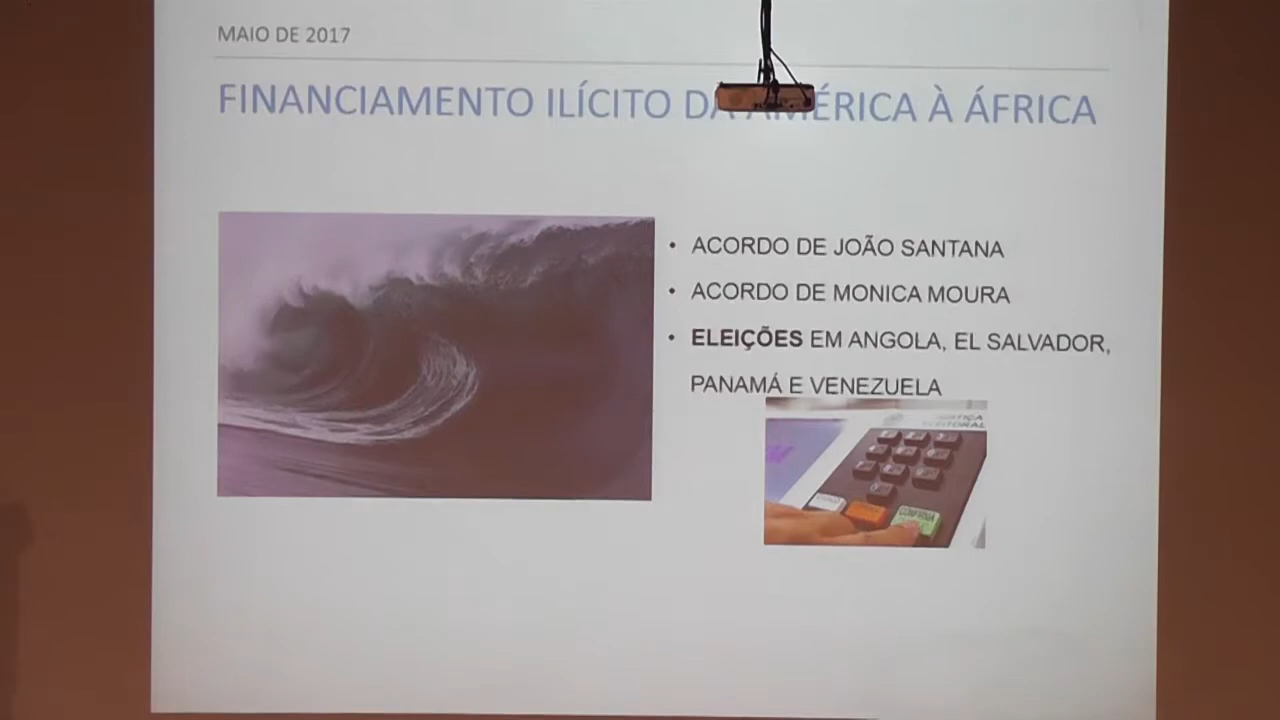 MAIO DE 2017
FINANCIAMENTO ILÍCITO DA AMÉRICA À ÁFRICA
• ACORDO DE JOÃO SANTANA
• ACORDO DE MONICA MOURA
• ELEIÇÕES EM ANGOLA, EL SALVADOR,
PANAMÁ E VENEZUELA
CONFIRMA